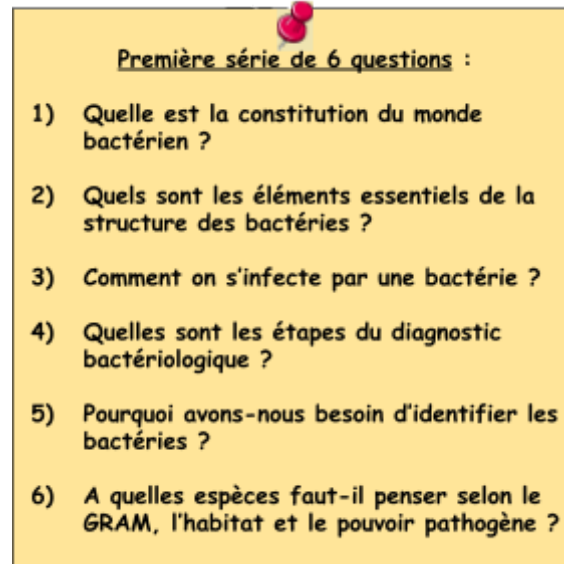 Première série de 6 questions :
1) Quelle est la constitution du monde
bactérien ?
2) Quels sont les éléments essentiels de la
structure des bactéries ?
3) Comment on s'infecte par une bactérie ?
4) Quelles sont les étapes du diagnostic
bactériologique ?
5) Pourquoi avons-nous besoin d'identifier les
bactéries ?
6) A quelles espèces faut-il penser selon le
GRAM, l'habitat et le pouvoir pathogène ?